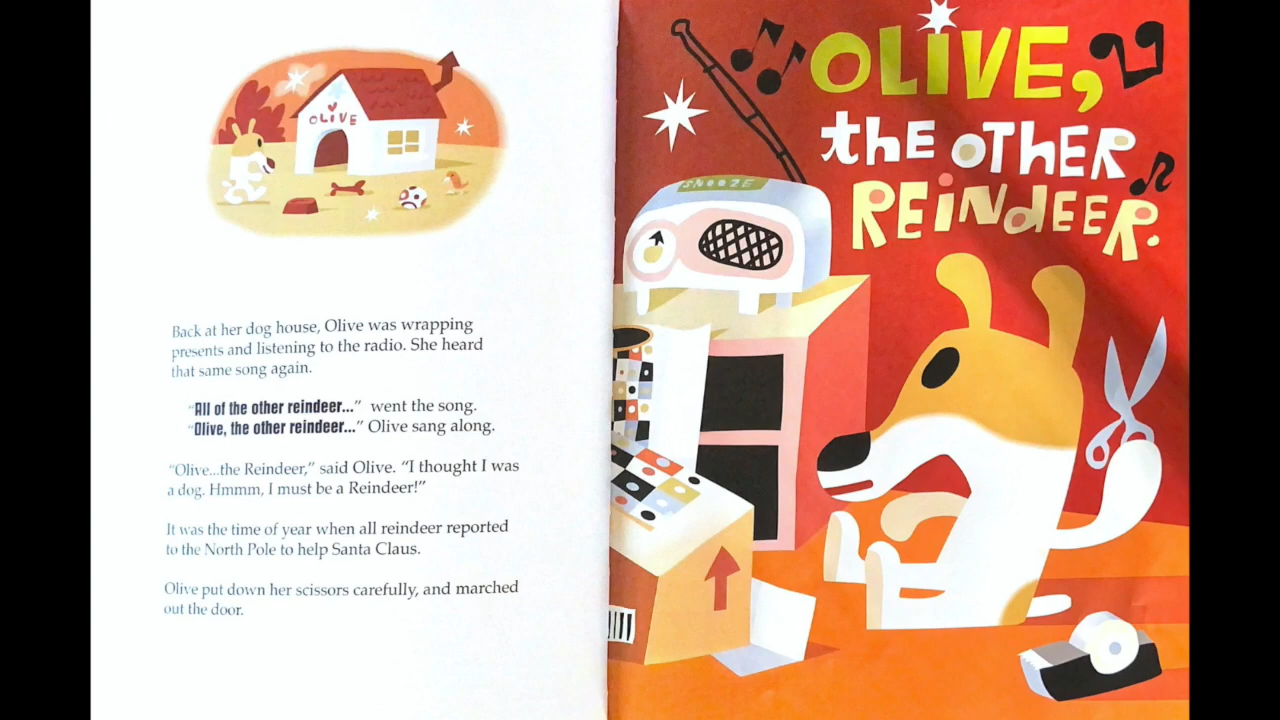 OLIVE
Back at her dog house, Olive was wrapping
presents and listening to the radio. She heard
that same song again.
“All of the other reindeer...” went the song.
“Olive, the other reindeer...” Olive sang along.
“Olive...the Reindeer,” said Olive. “I thought I was
a dog. Hmmm, I must be a Reindeer!”
It was the time of year when all reindeer reported
to the North Pole to help Santa Claus.
Olive put down her scissors carefully, and marched
out the door.
OLiVE,
the OTHER
REiNdEER.
SNOOZE